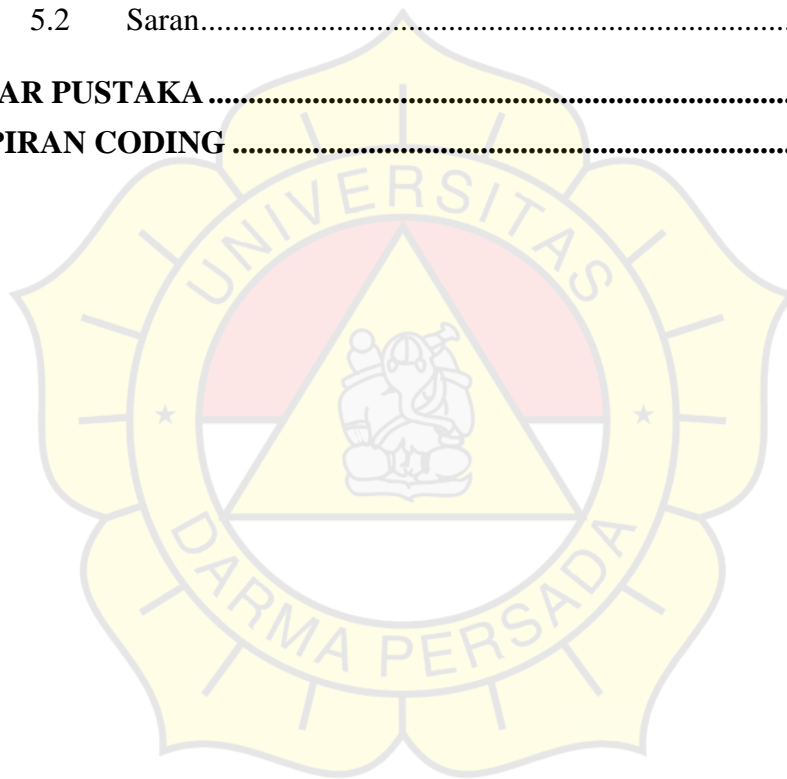 5.2 Saran..........................................................................
AR PUSTAKA ..........................................................................
PIRAN CODING .......................................................................
UNIVERSITAS
DARMA PERSADA